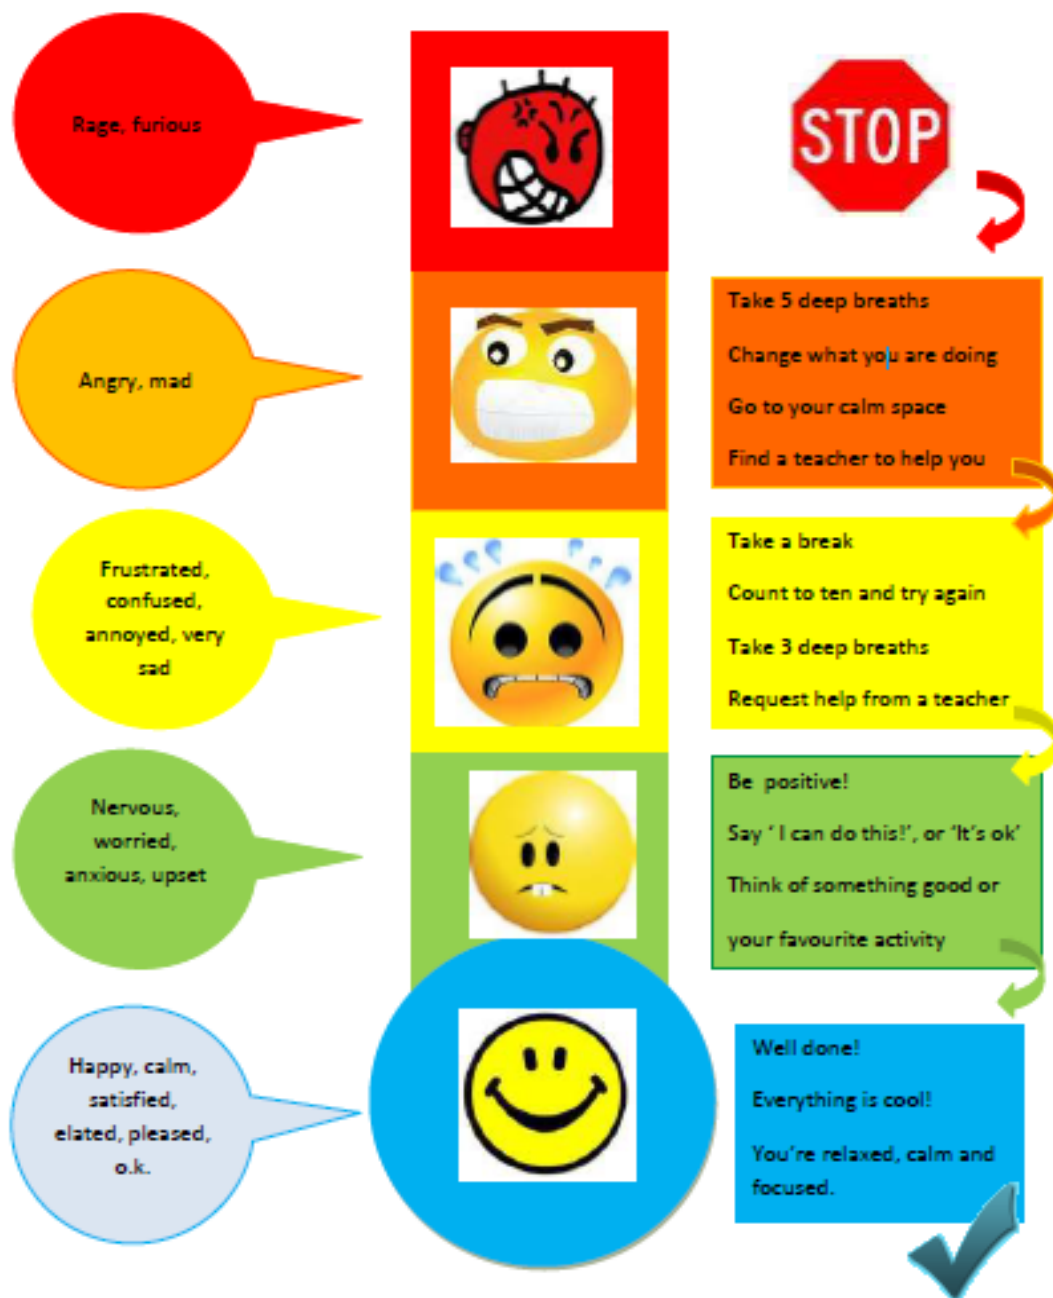 Rage, furious
STOP
Angry, mad
Take 5 deep breaths
Change what you are doing
Go to your calm space
Find a teacher to help you
Frustrated,
confused,
annoyed, very
sad
Take a break
Count to ten and try again
Take 3 deep breaths
Request help from a teacher
Nervous,
worried,
anxious, upset
Be  positive!
Say ‘ I can do this!’, or ‘It’s ok’
Think of something good or
your favourite activity
Happy, calm,
satisfied,
elated, pleased,
o.k.
Well done!
Everything is cool!
You’re relaxed, calm and
focused.